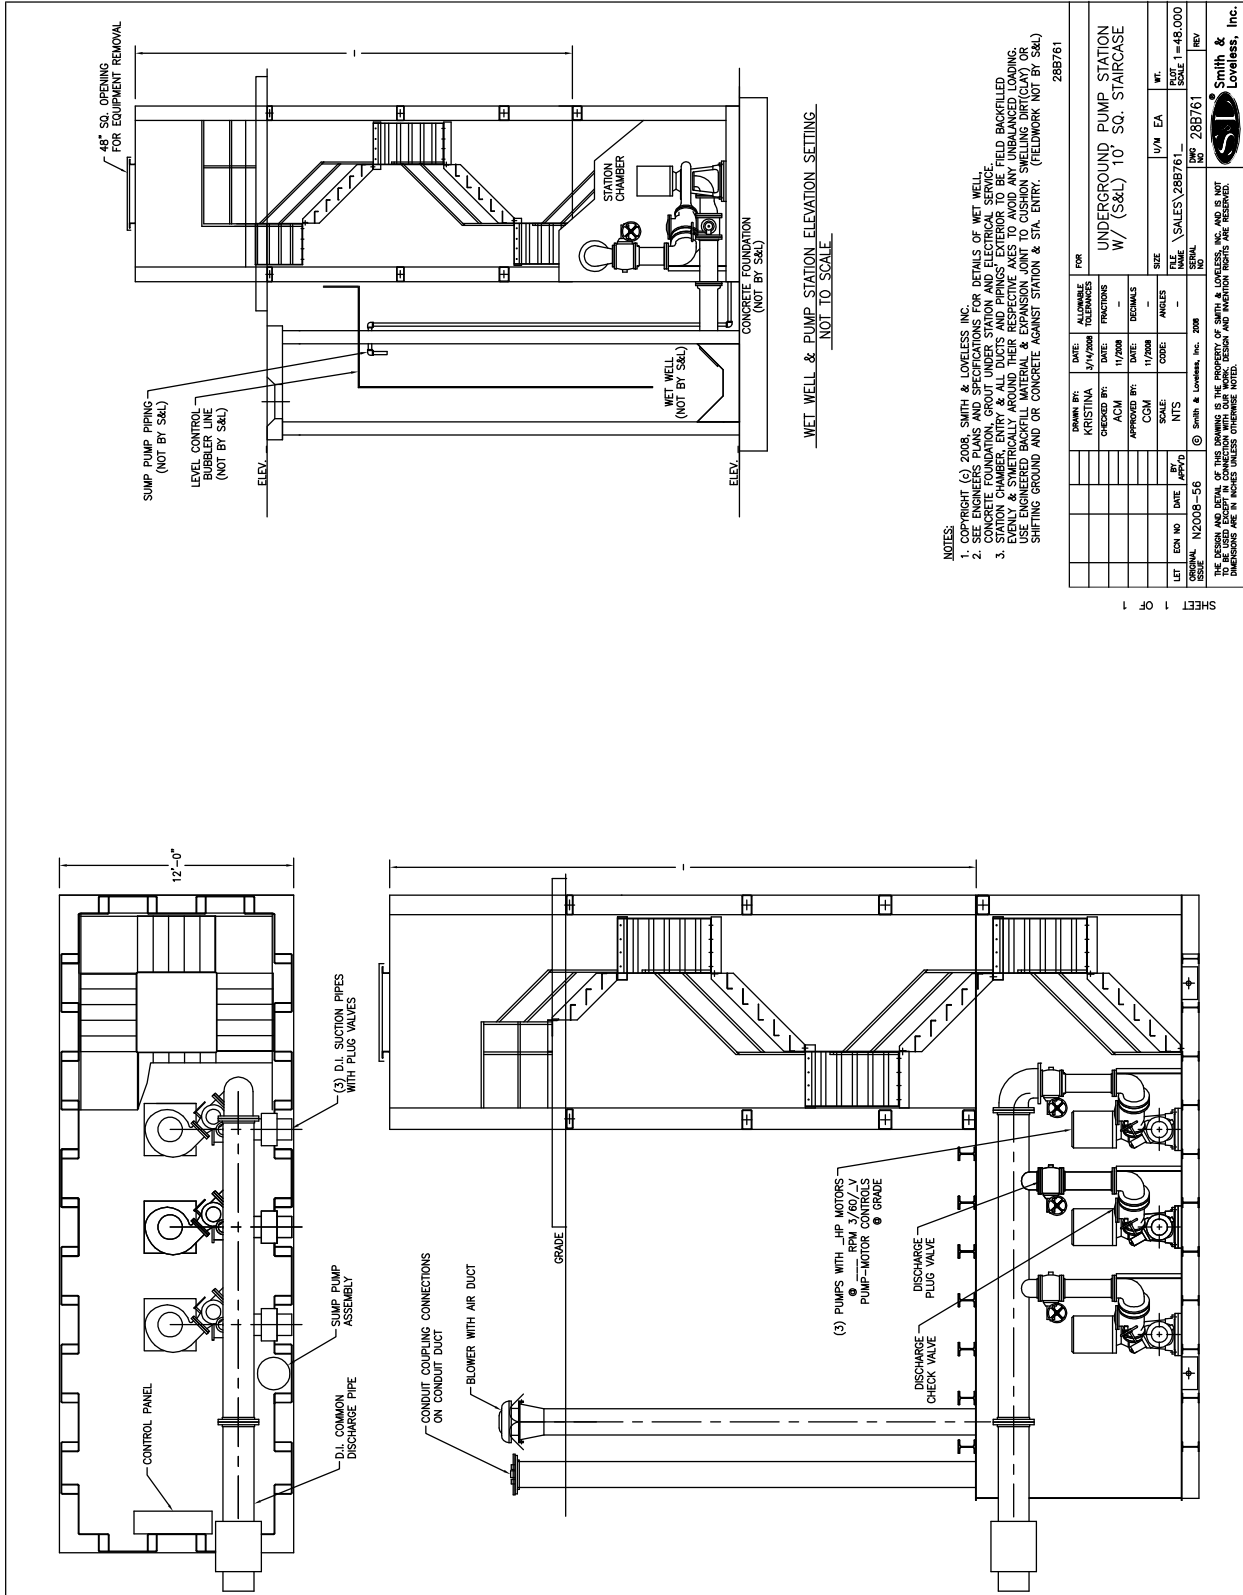 12'-0"
CONTROL PANEL
D.I. COMMON
DISCHARGE PIPE
SUMP PUMP
ASSEMBLY
(3) D.I. SUCTION PIPES
WITH PLUG VALVES
CONDUIT COUPLING CONNECTIONS
ON CONDUIT DUCT
BLOWER WITH AIR DUCT
GRADE
(3) PUMPS WITH _HP MOTORS
@ ____ RPM 3/60/_V
PUMP-MOTOR CONTROLS
@ GRADE
DISCHARGE
PLUG VALVE
DISCHARGE
CHECK VALVE
48" SQ. OPENING
FOR EQUIPMENT REMOVAL
SUMP PUMP PIPING
(NOT BY S&L)
LEVEL CONTROL
BUBBLER LINE
(NOT BY S&L)
ELEV.
STATION
CHAMBER
WET WELL
(NOT BY S&L)
ELEV.
CONCRETE FOUNDATION
(NOT BY S&L)
WET WELL & PUMP STATION ELEVATION SETTING
NOT TO SCALE
NOTES:
1. COPYRIGHT (c) 2008, SMITH & LOVELESS INC.
2. SEE ENGINEERS PLANS AND SPECIFICATIONS FOR DETAILS OF WET WELL,
CONCRETE FOUNDATION, GROUT UNDER STATION AND ELECTRICAL SERVICE.
3. STATION CHAMBER, ENTRY & ALL DUCTS AND PIPINGS' EXTERIOR TO BE FIELD BACKFILLED
EVENLY & SYMETRICALLY AROUND THEIR RESPECTIVE AXES TO AVOID ANY UNBALANCED LOADING.
USE ENGINEERED BACKFILL MATERIAL & EXPANSION JOINT TO CUSHION SWELLING DIRT(CLAY) OR
SHIFTING GROUND AND OR CONCRETE AGAINST STATION & STA. ENTRY. (FIELDWORK NOT BY S&L)
28B761
SHEET 1 OF 1
LET ECN NO DATE BY APPV'D
ORIGINAL ISSUE N2008-56
DRAWN BY: KRISTINA
DATE: 3/14/2008
ALLOWABLE TOLERANCES
CHECKED BY: ACM
DATE: 11/2008
FRACTIONS -
APPROVED BY: CGM
DATE: 11/2008
DECIMALS -
SCALE: NTS
CODE:
ANGLES -
FOR
UNDERGROUND PUMP STATION
W/ (S&L) 10' SQ. STAIRCASE
SIZE U/M EA WT.
FILE NAME \SALES\28B761_ PLOT SCALE 1=48.000
© Smith & Loveless, Inc. 2008 SERIAL NO DWG NO 28B761 REV
THE DESIGN AND DETAIL OF THIS DRAWING IS THE PROPERTY OF SMITH & LOVELESS, INC. AND IS NOT
TO BE USED EXCEPT IN CONNECTION WITH OUR WORK. DESIGN AND INVENTION RIGHTS ARE RESERVED.
DIMENSIONS ARE IN INCHES UNLESS OTHERWISE NOTED.
S&L ® Smith &
Loveless, Inc.